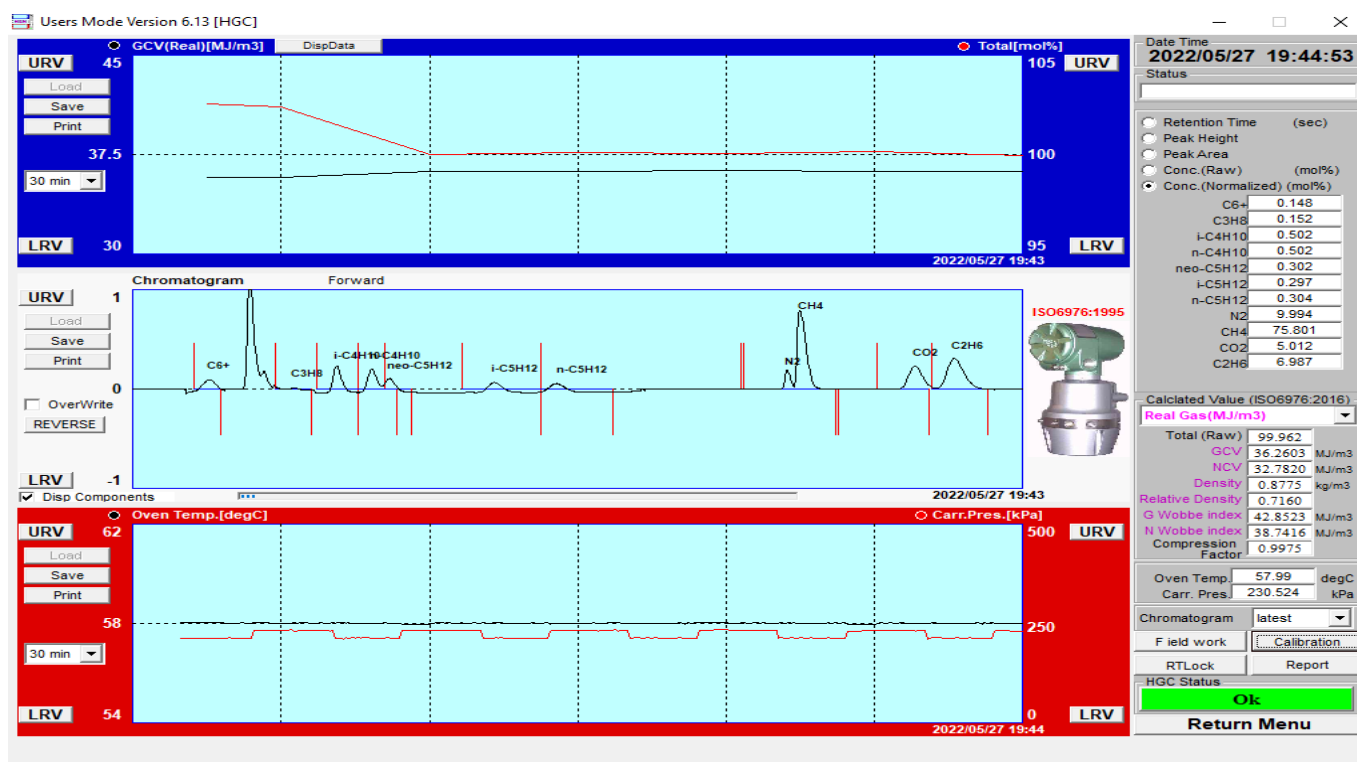 Users Mode Version 6.13 [HGC]
GCV(Real)[MJ/m3] DispData Total[mol%]
URV 45 105 URV
Load
Save
Print
37.5 100
30 min
LRV 30 95 LRV
2022/05/27 19:43
Chromatogram Forward
URV 1
Load
Save
Print
0
OverWrite
REVERSE
LRV -1
C6+ C3H8 i-C4H10 n-C4H10 neo-C5H12 i-C5H12 n-C5H12 N2 CH4 CO2 C2H6
ISO6976:1995
Disp Components 2022/05/27 19:43
Oven Temp.[degC] Carr.Pres.[kPa]
URV 62 500 URV
Load
Save
Print
58 250
30 min
LRV 54 0 LRV
2022/05/27 19:44
Date Time
2022/05/27 19:44:53
Status
Retention Time (sec)
Peak Height
Peak Area
Conc.(Raw) (mol%)
Conc.(Normalized) (mol%)
C6+ 0.148
C3H8 0.152
i-C4H10 0.502
n-C4H10 0.502
neo-C5H12 0.302
i-C5H12 0.297
n-C5H12 0.304
N2 9.994
CH4 75.801
CO2 5.012
C2H6 6.987
Calclated Value (ISO6976:2016)
Real Gas(MJ/m3)
Total (Raw) 99.962
GCV 36.2603 MJ/m3
NCV 32.7820 MJ/m3
Density 0.8775 kg/m3
Relative Density 0.7160
G Wobbe index 42.8523 MJ/m3
N Wobbe index 38.7416 MJ/m3
Compression Factor 0.9975
Oven Temp. 57.99 degC
Carr. Pres. 230.524 kPa
Chromatogram latest
Field work Calibration
RTLock Report
HGC Status
Ok
Return Menu